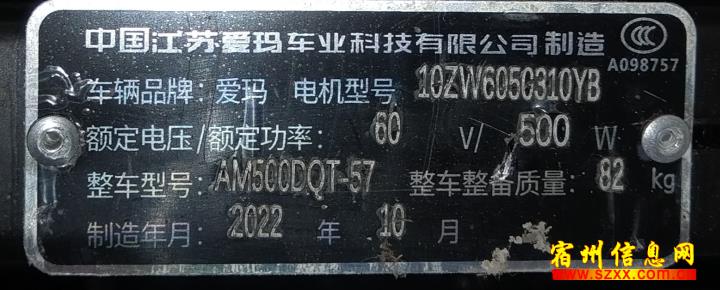 中国江苏爱玛车业科技有限公司制造
A098757
车辆品牌：爱玛 电机型号 10ZW6050310YB
额定电压/额定功率： 60 V/ 500 W
整车型号： AM500DQT-57 整车整备质量： 82 kg
制造年月： 2022 年 10 月
宿州信息网
www.szxx.com.cn